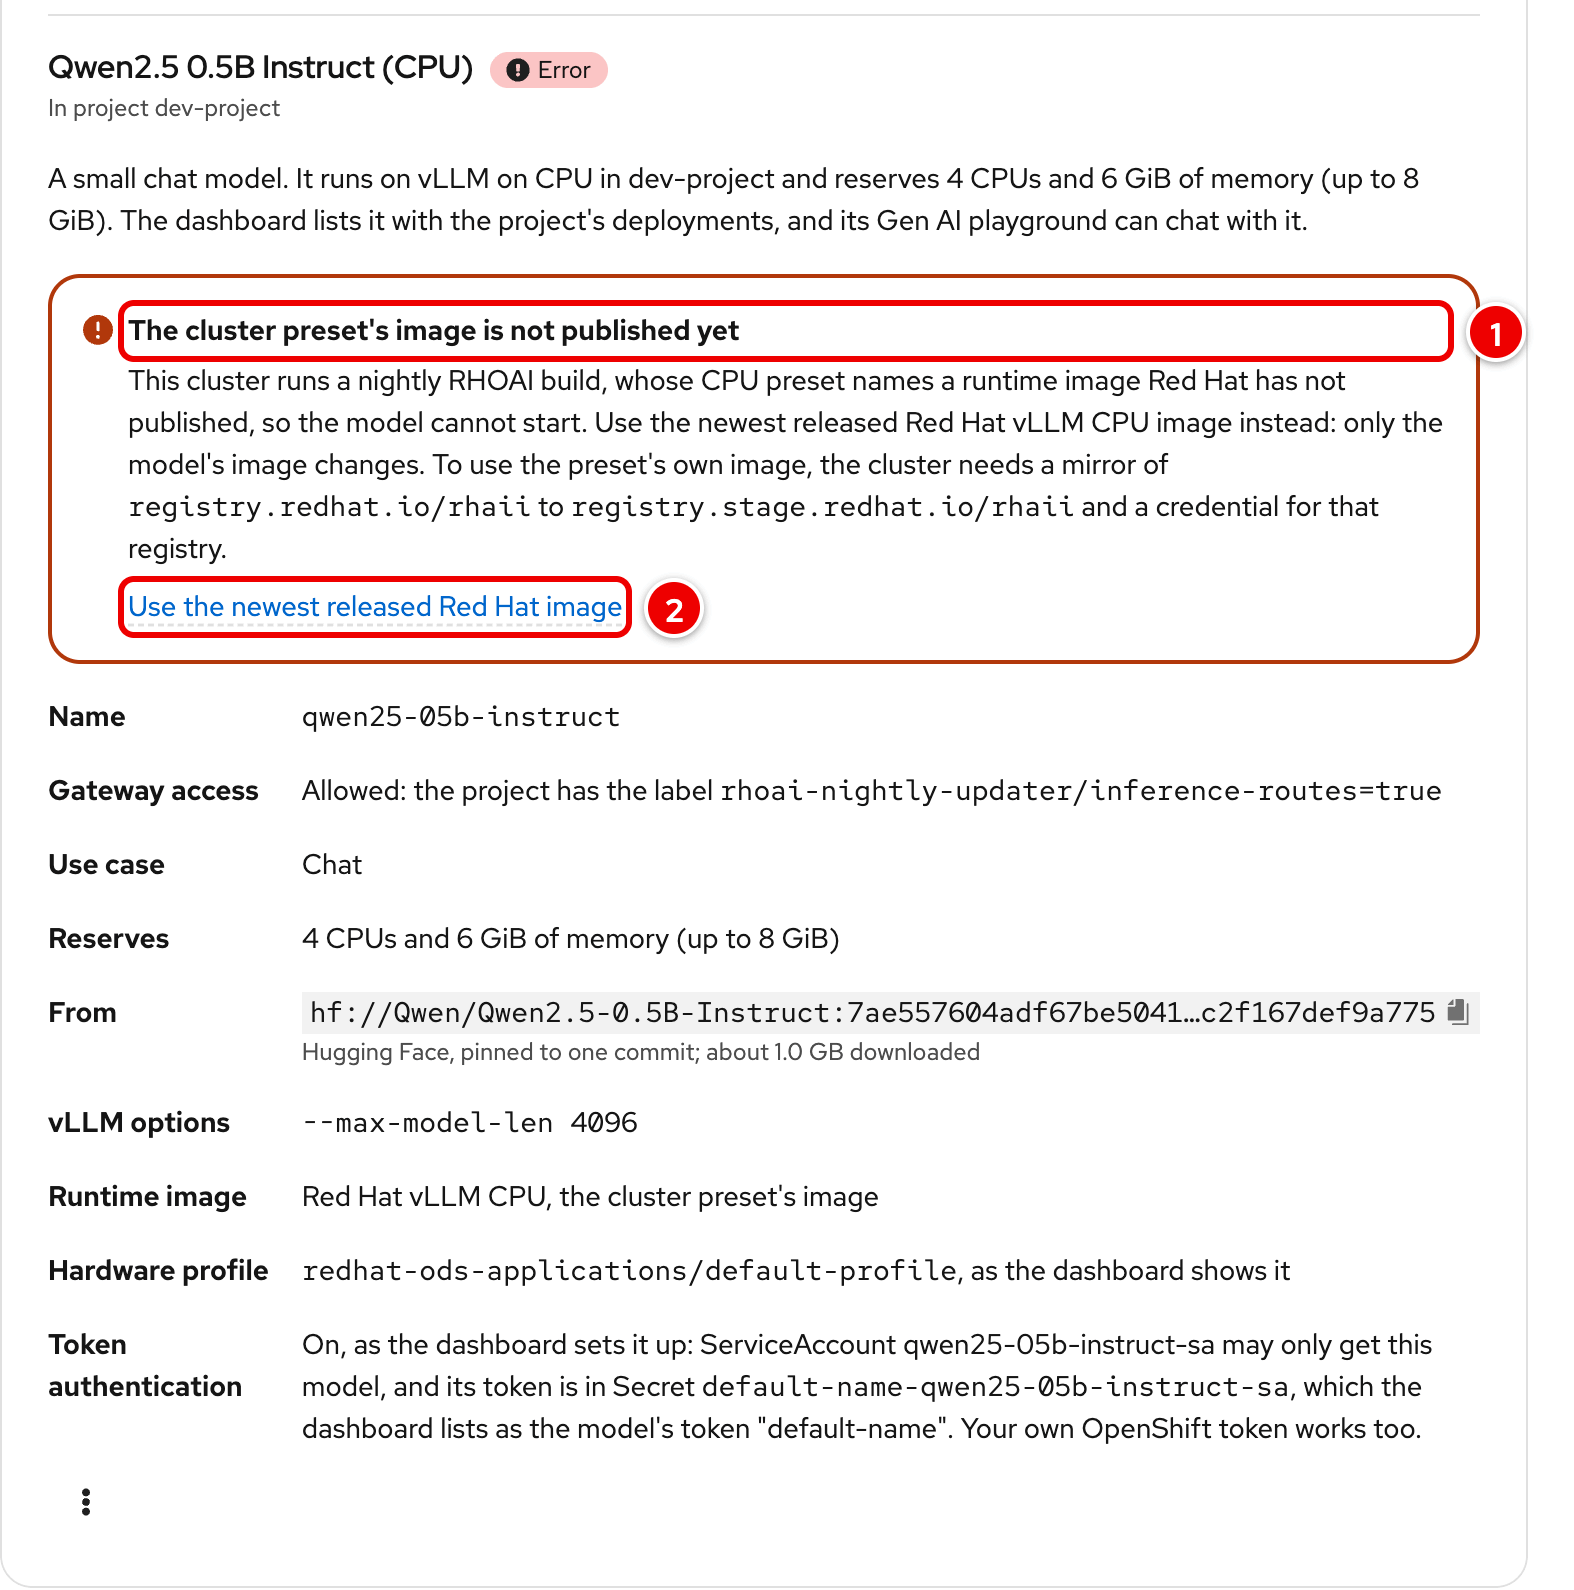 Qwen2.5 0.5B Instruct (CPU) Error
In project dev-project
A small chat model. It runs on vLLM on CPU in dev-project and reserves 4 CPUs and 6 GiB of memory (up to 8
GiB). The dashboard lists it with the project's deployments, and its Gen AI playground can chat with it.
The cluster preset's image is not published yet
1
This cluster runs a nightly RHOAI build, whose CPU preset names a runtime image Red Hat has not
published, so the model cannot start. Use the newest released Red Hat vLLM CPU image instead: only the
model's image changes. To use the preset's own image, the cluster needs a mirror of
registry.redhat.io/rhaii to registry.stage.redhat.io/rhaii and a credential for that
registry.
Use the newest released Red Hat image
2
Name qwen25-05b-instruct
Gateway access Allowed: the project has the label rhoai-nightly-updater/inference-routes=true
Use case Chat
Reserves 4 CPUs and 6 GiB of memory (up to 8 GiB)
From hf://Qwen/Qwen2.5-0.5B-Instruct:7ae557604adf67be5041…c2f167def9a775
Hugging Face, pinned to one commit; about 1.0 GB downloaded
vLLM options --max-model-len 4096
Runtime image Red Hat vLLM CPU, the cluster preset's image
Hardware profile redhat-ods-applications/default-profile, as the dashboard shows it
Token On, as the dashboard sets it up: ServiceAccount qwen25-05b-instruct-sa may only get this
authentication model, and its token is in Secret default-name-qwen25-05b-instruct-sa, which the
dashboard lists as the model's token "default-name". Your own OpenShift token works too.